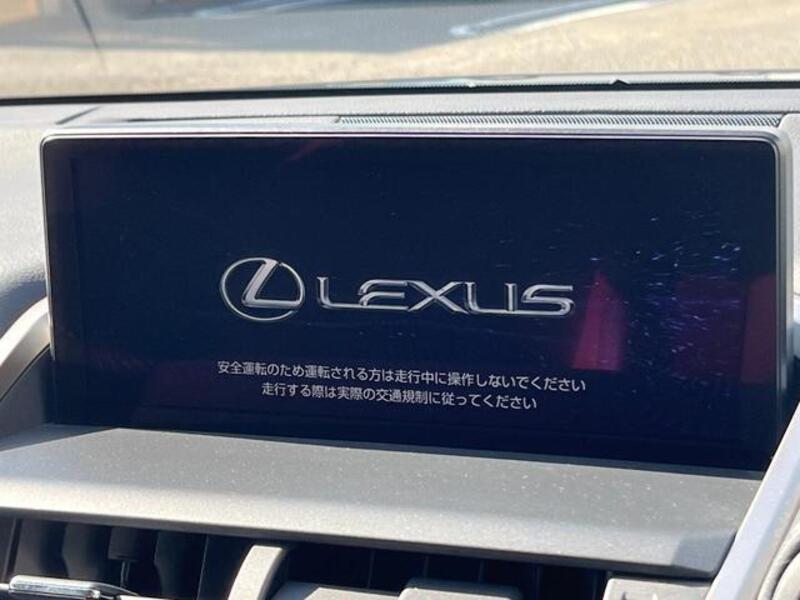 LEXUS
安全運転のため運転される方は走行中に操作しないでください
走行する際は実際の交通規制に従ってください